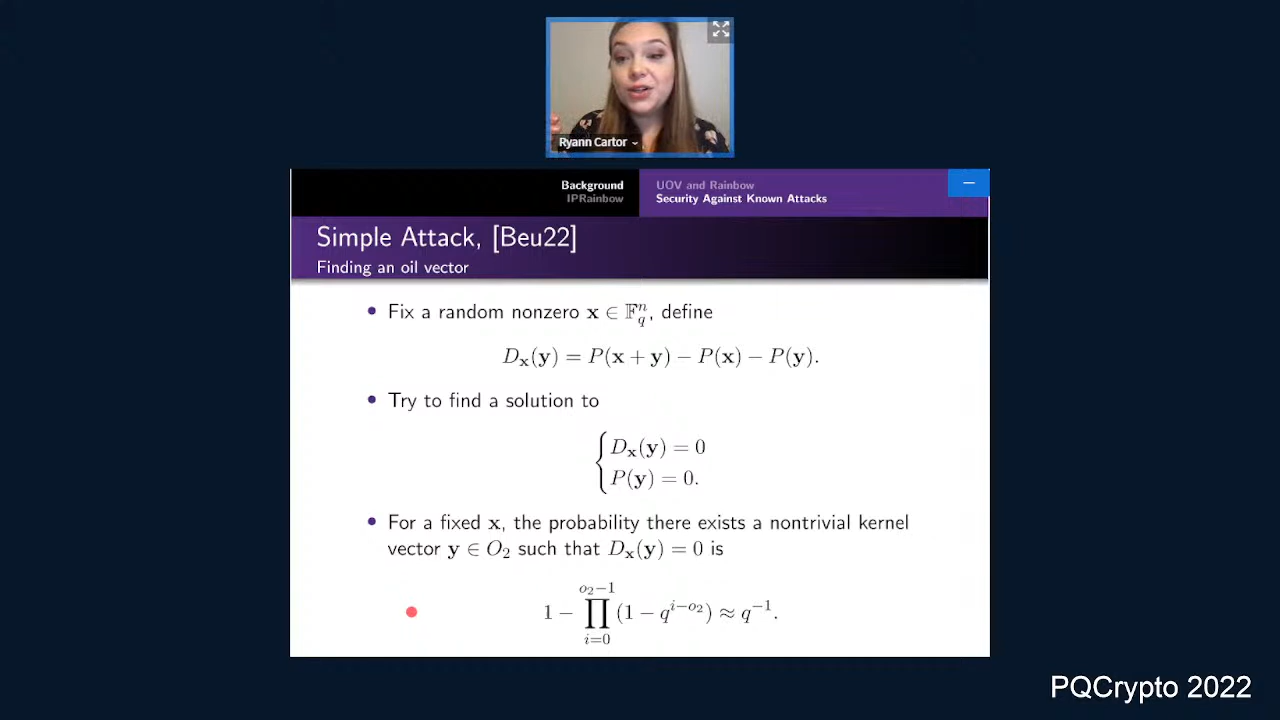 Ryann Cartor
Background
IPRainbow
UOV and Rainbow
Security Against Known Attacks
Simple Attack, [Beu22]
Finding an oil vector
• Fix a random nonzero x ∈ 𝔽_q^n, define
D_x(y) = P(x + y) − P(x) − P(y).
• Try to find a solution to
{ D_x(y) = 0
P(y) = 0.
• For a fixed x, the probability there exists a nontrivial kernel
vector y ∈ O_2 such that D_x(y) = 0 is
1 − ∏_{i=0}^{o_2−1} (1 − q^{i−o_2}) ≈ q^{−1}.
PQCrypto 2022